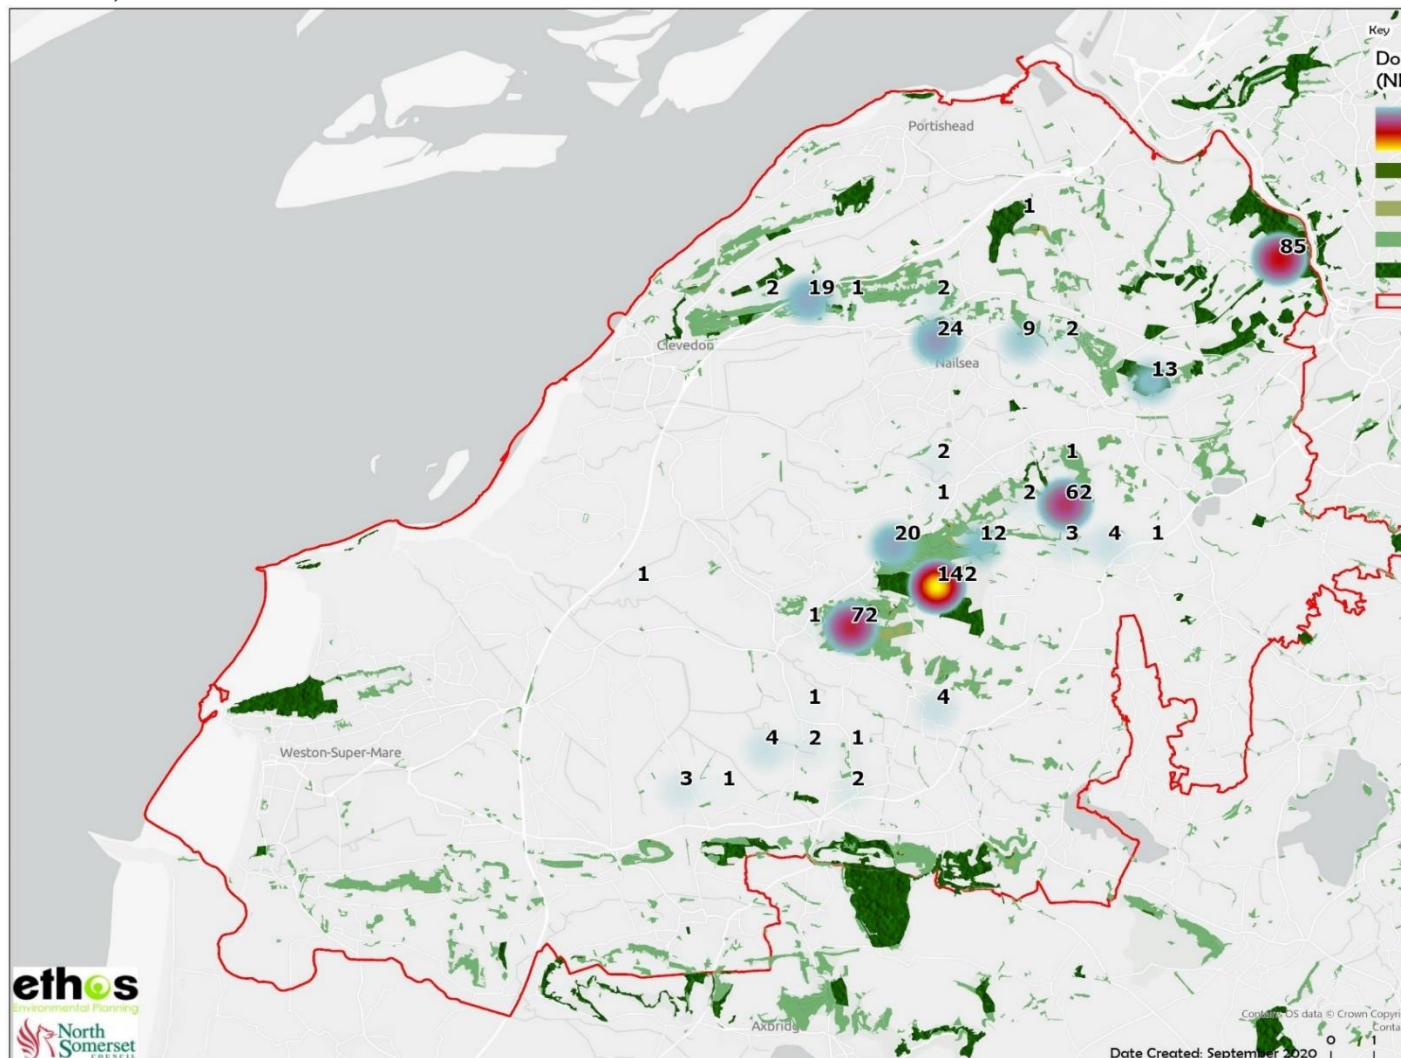 Key
Do
(NI
Portishead
1
85
2 19 1 2
24 9 2
Clevedon
Nailsea
13
2 1
1 2 62
20 12 3 4 1
1 142
1 72
1 4
Weston-Super-Mare
4 2 1
3 1 2
ethos
Environmental Planning
North
Somerset
COUNCIL
Axbridge
Contains OS data © Crown Copyri
Conta
0 1
Date Created: September 2020